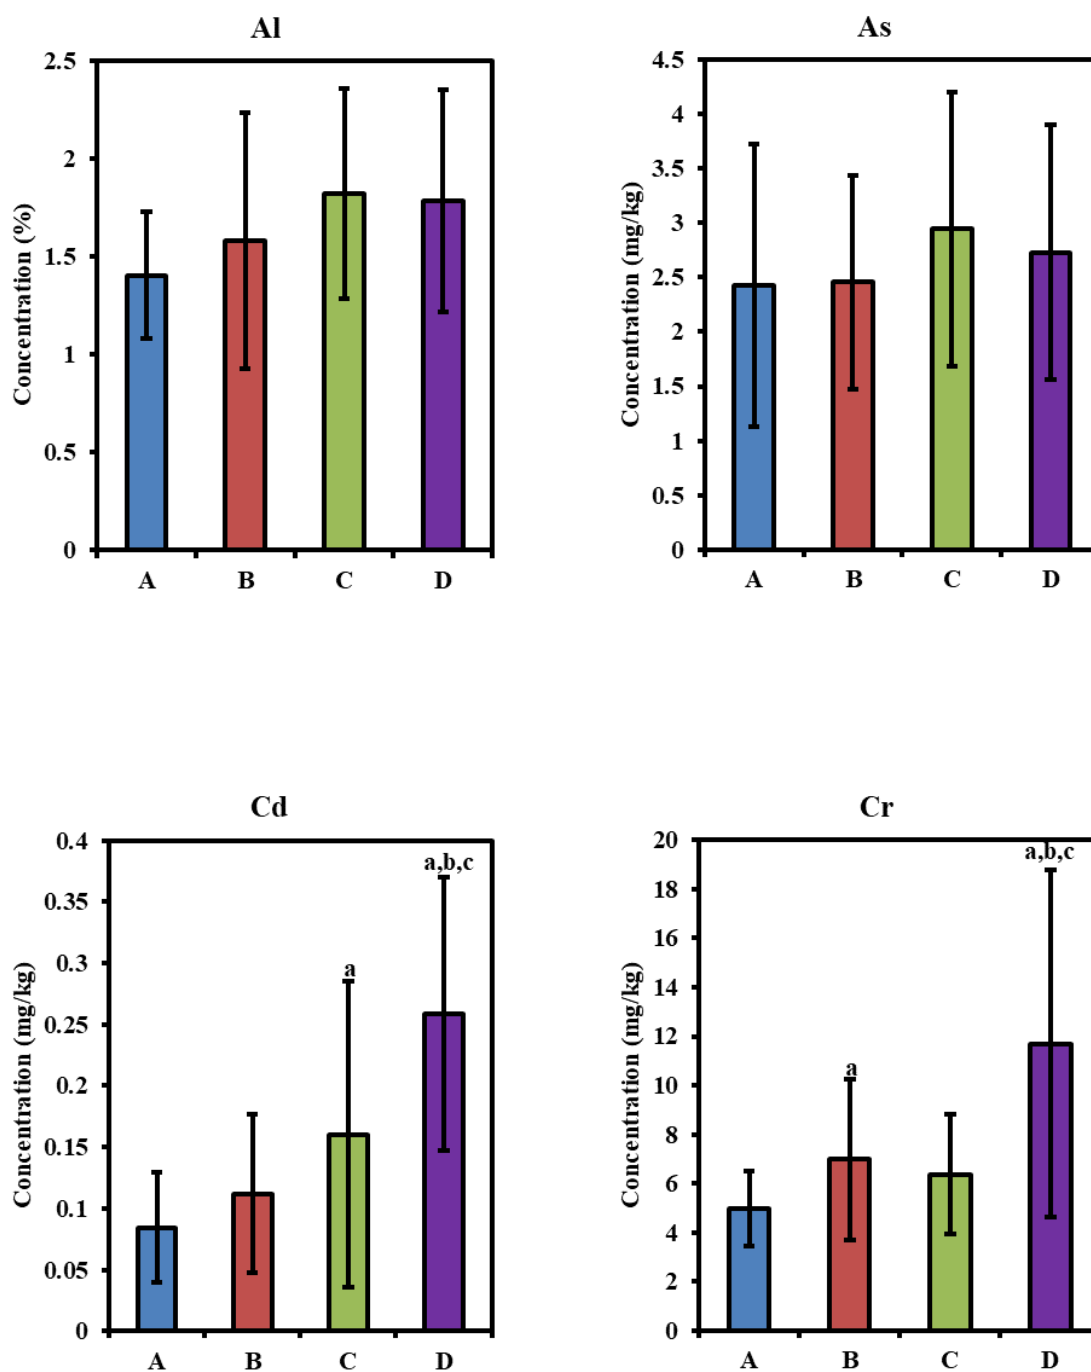 Al
Concentration (%)
2.5
2
1.5
1
0.5
0
A B C D
As
Concentration (mg/kg)
4.5
4
3.5
3
2.5
2
1.5
1
0.5
0
A B C D
Cd
Concentration (mg/kg)
0.4
0.35
0.3
0.25
0.2
0.15
0.1
0.05
0
a
a,b,c
A B C D
Cr
Concentration (mg/kg)
20
18
16
14
12
10
8
6
4
2
0
a
a,b,c
A B C D